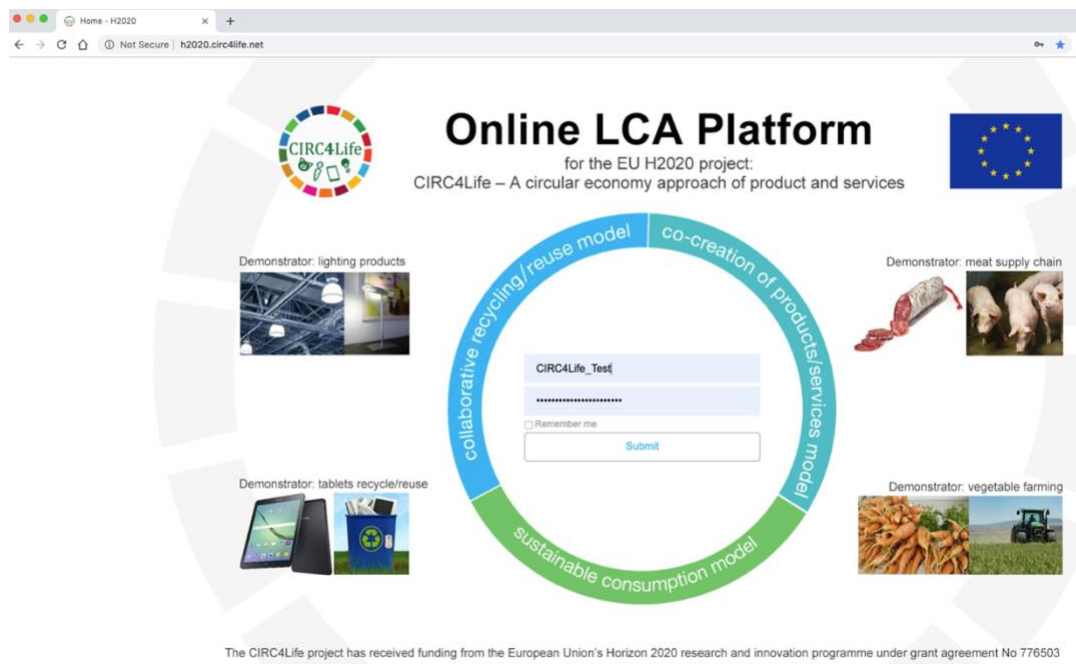 Home - H2020
Not Secure | h2020.circ4life.net
CIRC4Life
Online LCA Platform
for the EU H2020 project:
CIRC4Life – A circular economy approach of product and services
collaborative recycling/reuse model
co-creation of products/services model
Demonstrator: lighting products
Demonstrator: meat supply chain
CIRC4Life_Test
••••••••••••••••••••••••
Remember me
Submit
Demonstrator: tablets recycle/reuse
Demonstrator: vegetable farming
sustainable consumption model
The CIRC4Life project has received funding from the European Union's Horizon 2020 research and innovation programme under grant agreement No 776503